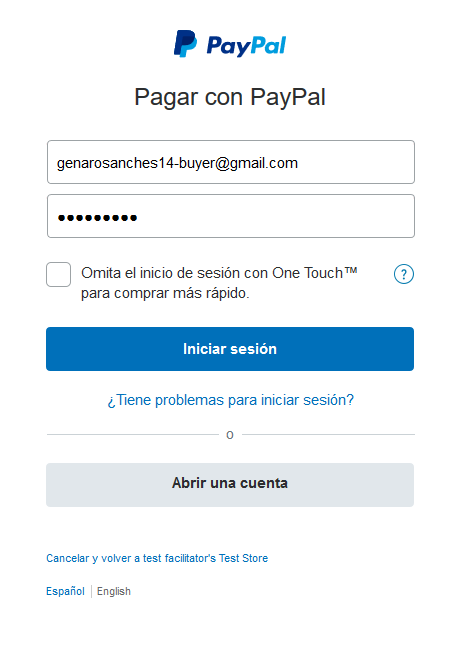 PayPal
Pagar con PayPal
genarosanches14-buyer@gmail.com
●●●●●●●●●
Omita el inicio de sesión con One Touch™
para comprar más rápido.
?
Iniciar sesión
¿Tiene problemas para iniciar sesión?
o
Abrir una cuenta
Cancelar y volver a test facilitator's Test Store
Español | English